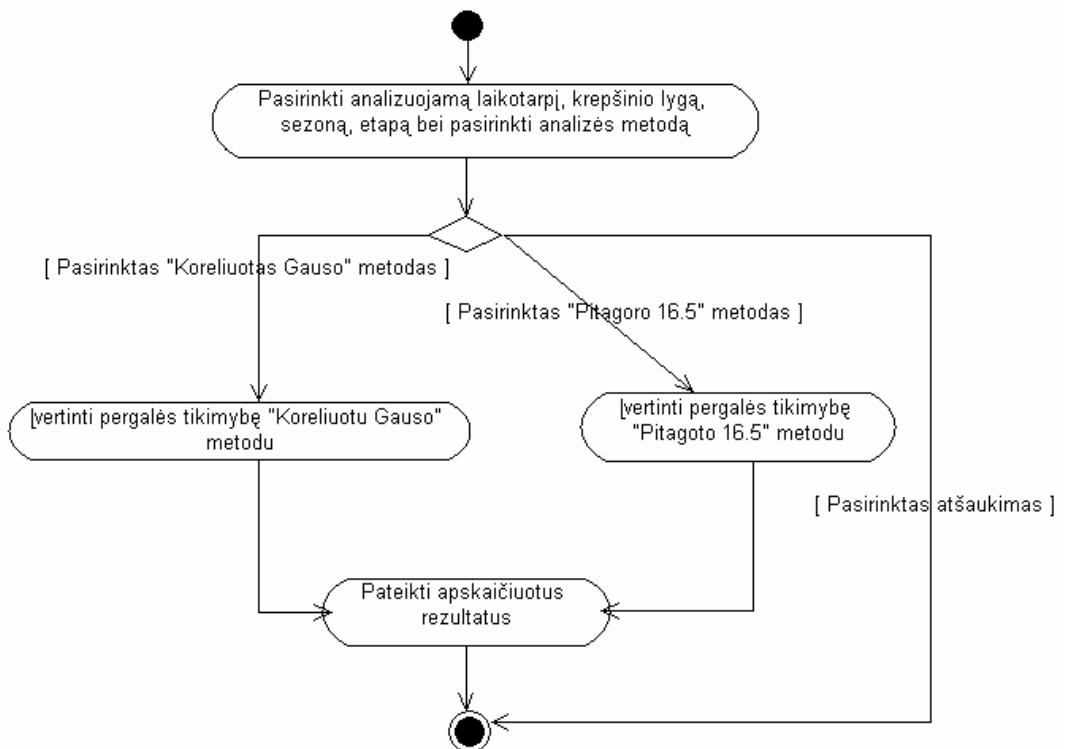 Pasirinkti analizuojamą laikotarpį, krepšinio lygą,
sezoną, etapą bei pasirinkti analizės metodą
[ Pasirinktas "Koreliuotas Gauso" metodas ]
[ Pasirinktas "Pitagoro 16.5" metodas ]
Įvertinti pergalės tikimybę "Koreliuotu Gauso"
metodu
Įvertinti pergalės tikimybę
"Pitagoto 16.5" metodu
[ Pasirinktas atšaukimas ]
Pateikti apskaičiuotus
rezultatus